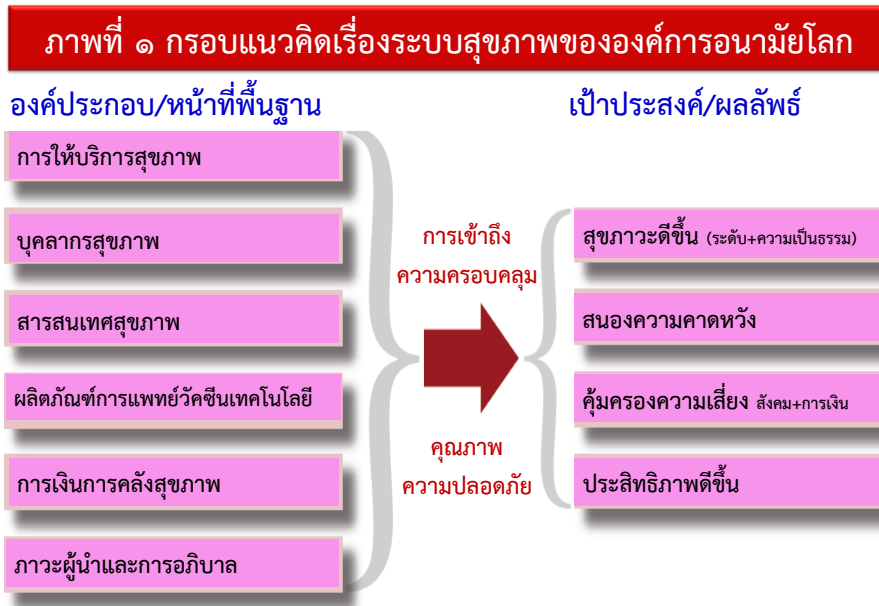 ภาพที่ ๑ กรอบแนวคิดเรื่องระบบสุขภาพขององค์การอนามัยโลก
องค์ประกอบ/หน้าที่พื้นฐาน
การให้บริการสุขภาพ
บุคลากรสุขภาพ
สารสนเทศสุขภาพ
ผลิตภัณฑ์การแพทย์วัคซีนเทคโนโลยี
การเงินการคลังสุขภาพ
ภาวะผู้นำและการอภิบาล
การเข้าถึง
ความครอบคลุม
คุณภาพ
ความปลอดภัย
เป้าประสงค์/ผลลัพธ์
สุขภาวะดีขึ้น (ระดับ+ความเป็นธรรม)
สนองความคาดหวัง
คุ้มครองความเสี่ยง สังคม+การเงิน
ประสิทธิภาพดีขึ้น